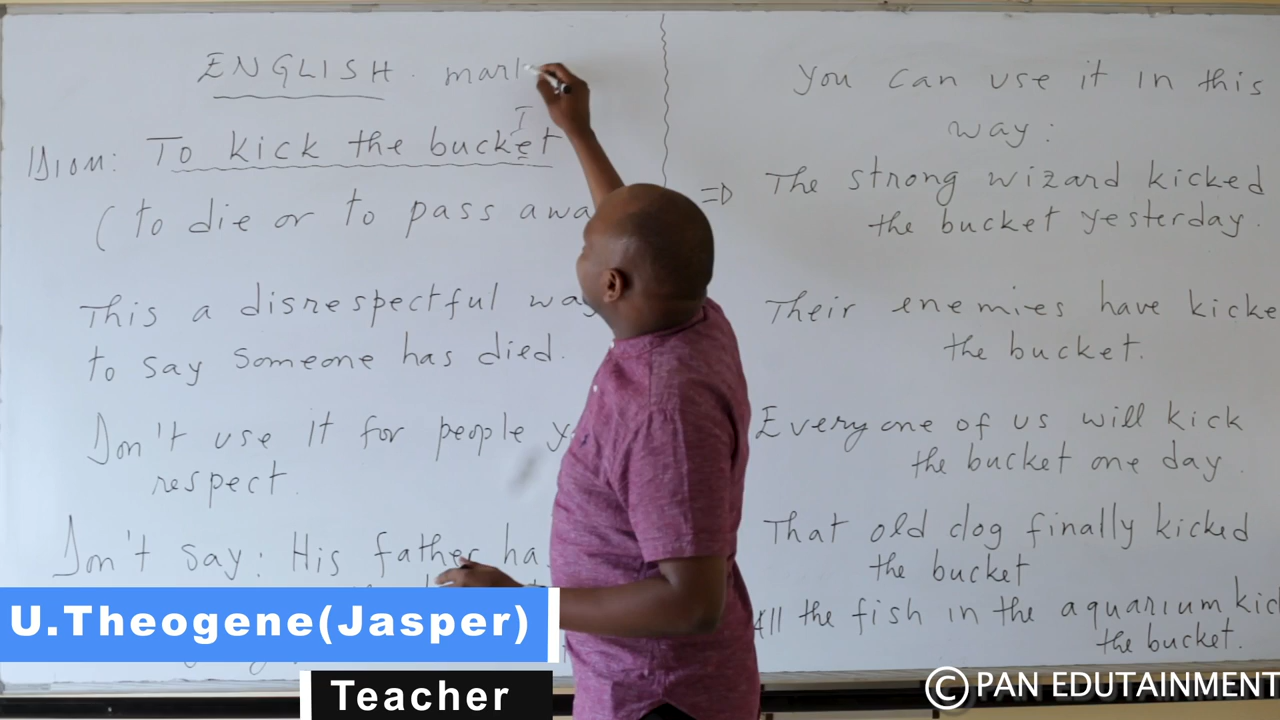 ENGLISH. mark
I
IDIOM: To kick the bucket
(to die or to pass awa
This a disrespectful way
to say someone has died.
Don't use it for people y
respect.
Don't say: His father ha
you can use it in this
way:
=> The strong wizard kicked
the bucket yesterday.
Their enemies have kicke
the bucket.
Everyone of us will kick
the bucket one day.
That old dog finally kicked
the bucket
All the fish in the aquarium kic
the bucket.
U.Theogene(Jasper)
Teacher
© PAN EDUTAINMENT